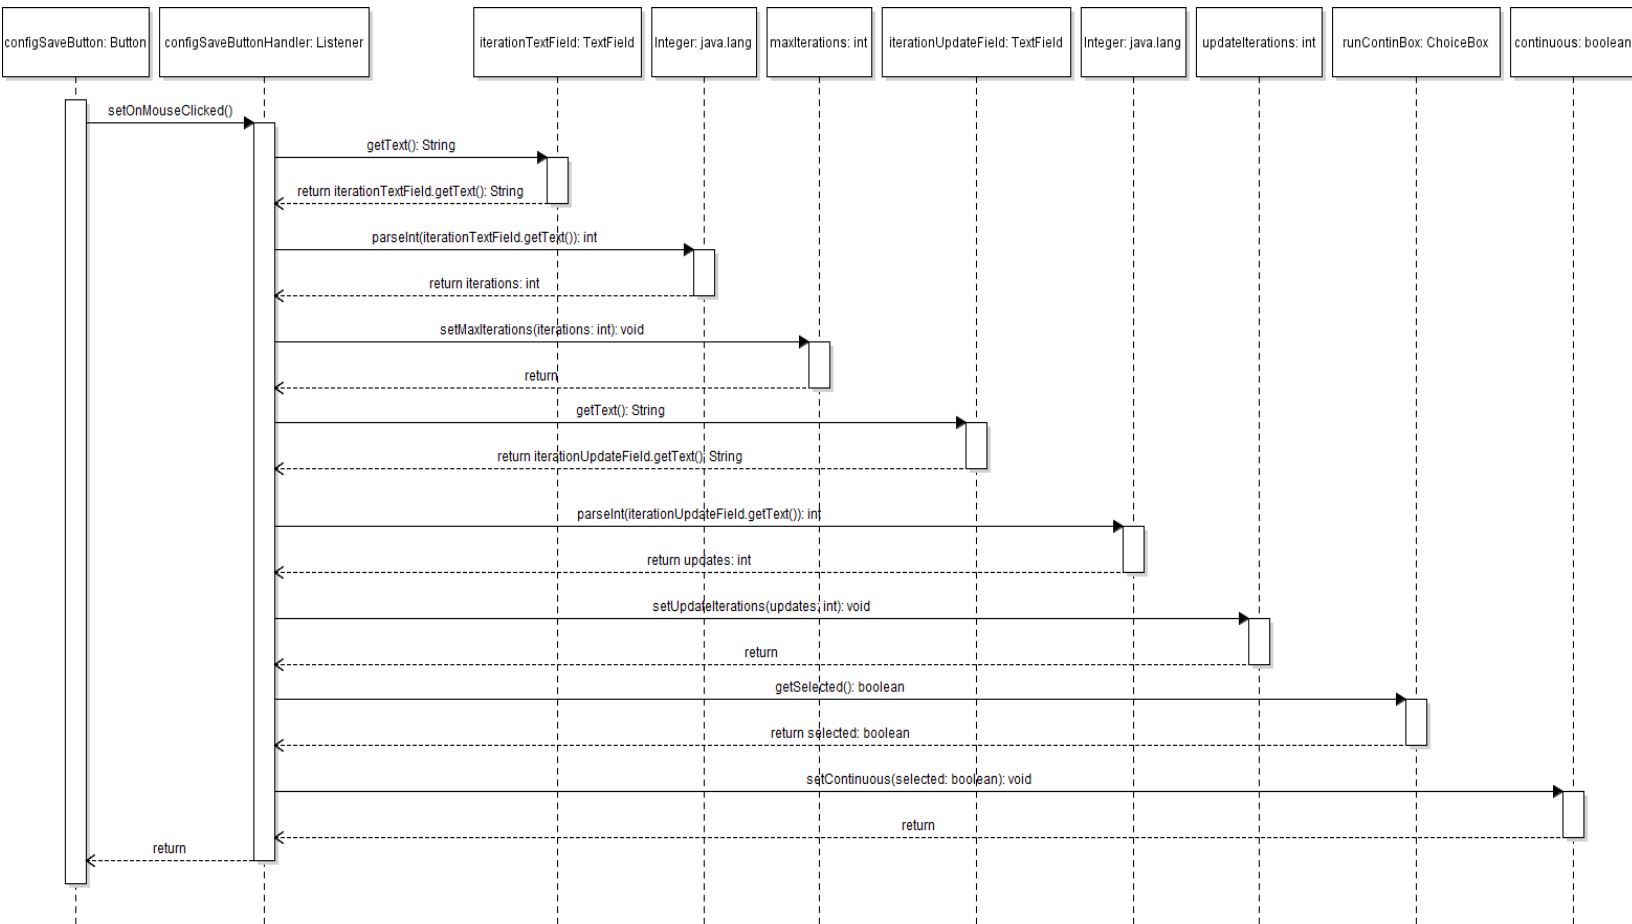 configSaveButton: Button
configSaveButtonHandler: Listener
iterationTextField: TextField
Integer: java.lang
maxIterations: int
iterationUpdateField: TextField
Integer: java.lang
updateIterations: int
runContinBox: ChoiceBox
continuous: boolean
setOnMouseClicked()
getText(): String
return iterationTextField.getText(): String
parseInt(iterationTextField.getText()): int
return iterations: int
setMaxIterations(iterations: int): void
return
getText(): String
return iterationUpdateField.getText(): String
parseInt(iterationUpdateField.getText()): int
return updates: int
setUpdateIterations(updates: int): void
return
getSelected(): boolean
return selected: boolean
setContinuous(selected: boolean): void
return
return